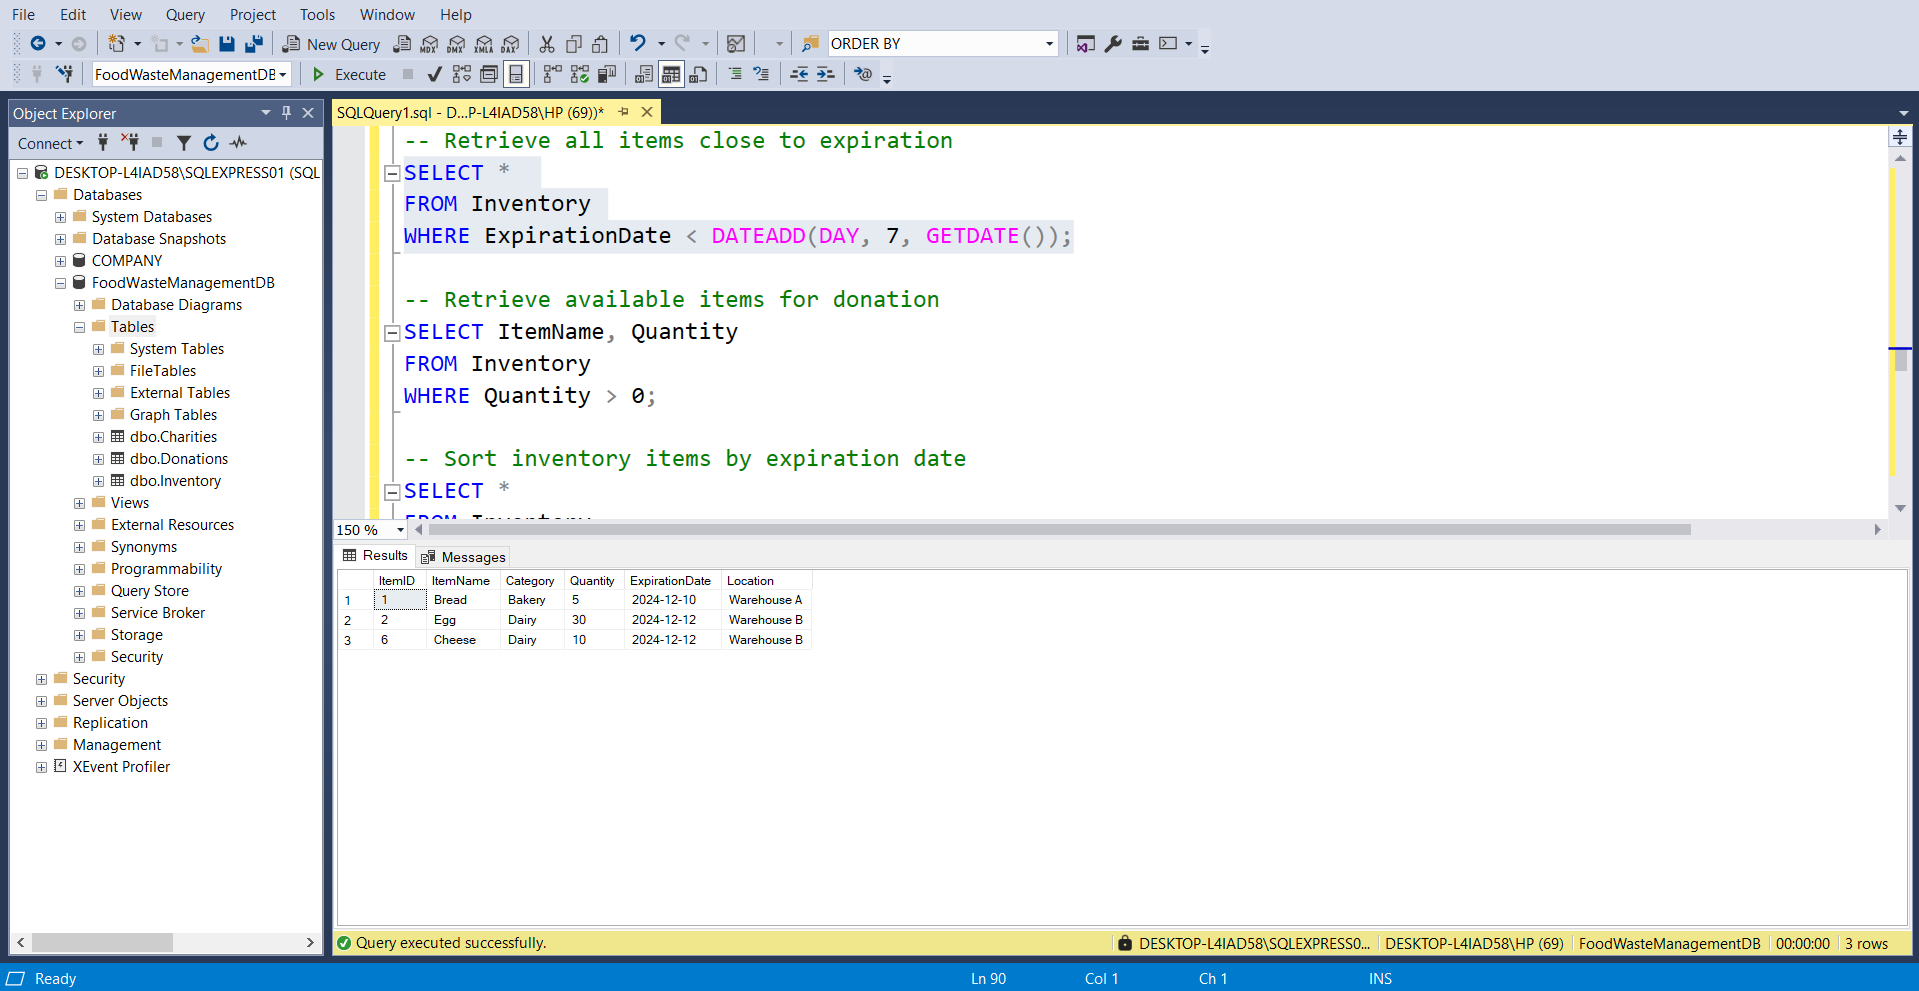 File Edit View Query Project Tools Window Help
New Query MDX DMX XMLA DAX ORDER BY
FoodWasteManagementDB Execute
Object Explorer
SQLQuery1.sql - D...P-L4IAD58\HP (69))*
Connect
DESKTOP-L4IAD58\SQLEXPRESS01 (SQL
Databases
System Databases
Database Snapshots
COMPANY
FoodWasteManagementDB
Database Diagrams
Tables
System Tables
FileTables
External Tables
Graph Tables
dbo.Charities
dbo.Donations
dbo.Inventory
Views
External Resources
Synonyms
Programmability
Query Store
Service Broker
Storage
Security
Security
Server Objects
Replication
Management
XEvent Profiler
-- Retrieve all items close to expiration
SELECT *
FROM Inventory
WHERE ExpirationDate < DATEADD(DAY, 7, GETDATE());
-- Retrieve available items for donation
SELECT ItemName, Quantity
FROM Inventory
WHERE Quantity > 0;
-- Sort inventory items by expiration date
SELECT *
FROM Inventory
150 %
Results Messages
ItemID ItemName Category Quantity ExpirationDate Location
1 1 Bread Bakery 5 2024-12-10 Warehouse A
2 2 Egg Dairy 30 2024-12-12 Warehouse B
3 6 Cheese Dairy 10 2024-12-12 Warehouse B
Query executed successfully. DESKTOP-L4IAD58\SQLEXPRESS0... DESKTOP-L4IAD58\HP (69) FoodWasteManagementDB 00:00:00 3 rows
Ready Ln 90 Col 1 Ch 1 INS